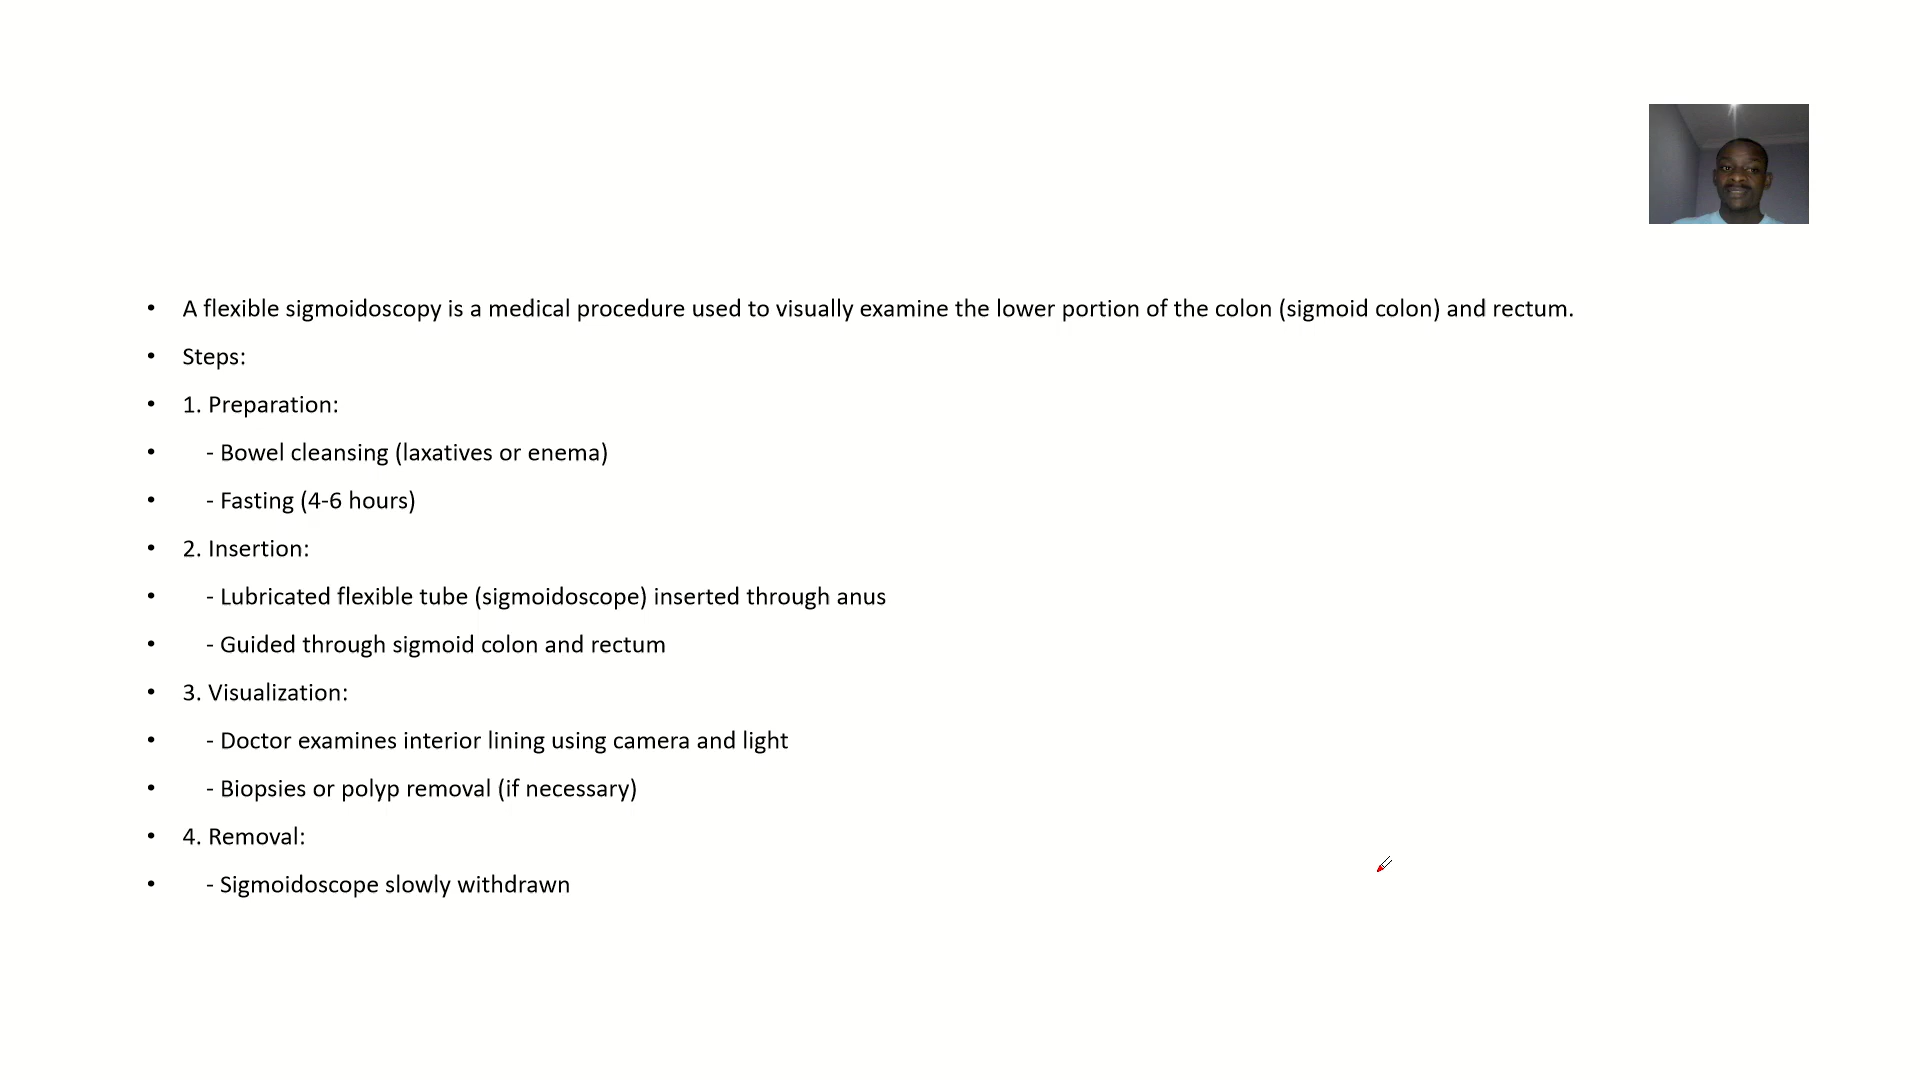 • A flexible sigmoidoscopy is a medical procedure used to visually examine the lower portion of the colon (sigmoid colon) and rectum.
• Steps:
• 1. Preparation:
• - Bowel cleansing (laxatives or enema)
• - Fasting (4-6 hours)
• 2. Insertion:
• - Lubricated flexible tube (sigmoidoscope) inserted through anus
• - Guided through sigmoid colon and rectum
• 3. Visualization:
• - Doctor examines interior lining using camera and light
• - Biopsies or polyp removal (if necessary)
• 4. Removal:
• - Sigmoidoscope slowly withdrawn